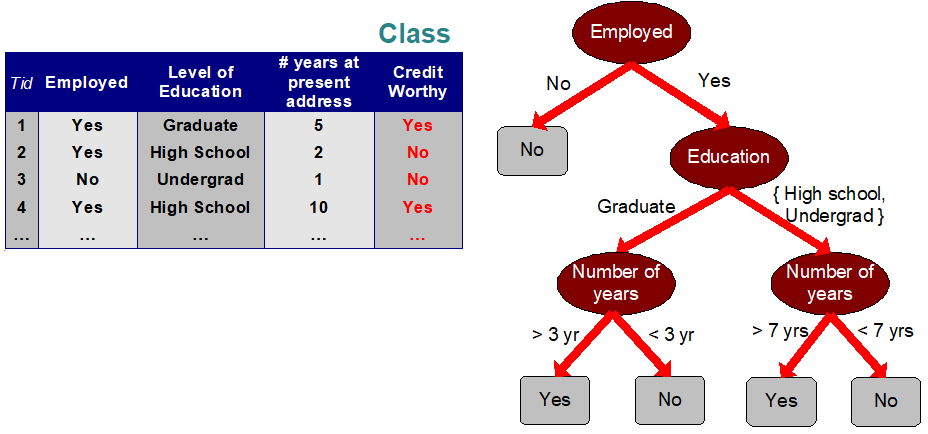 Class
Tid Employed Level of Education # years at present address Credit Worthy
1 Yes Graduate 5 Yes
2 Yes High School 2 No
3 No Undergrad 1 No
4 Yes High School 10 Yes
... ... ... ... ...
Employed
No Yes
No
Education
Graduate { High school,
Undergrad }
Number of
years
Number of
years
> 3 yr < 3 yr > 7 yrs < 7 yrs
Yes No Yes No